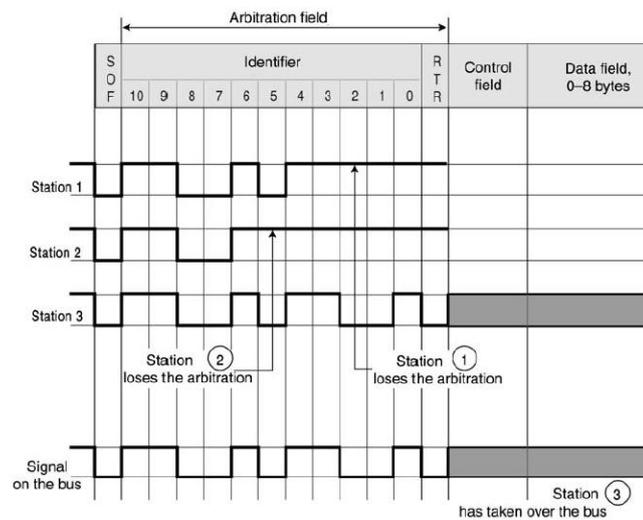 Arbitration field
SOF
Identifier
RTR
Control
field
Data field,
0–8 bytes
10 9 8 7 6 5 4 3 2 1 0
Station 1
Station 2
Station 3
Station 2
loses the arbitration
Station 1
loses the arbitration
Signal
on the bus
Station 3
has taken over the bus